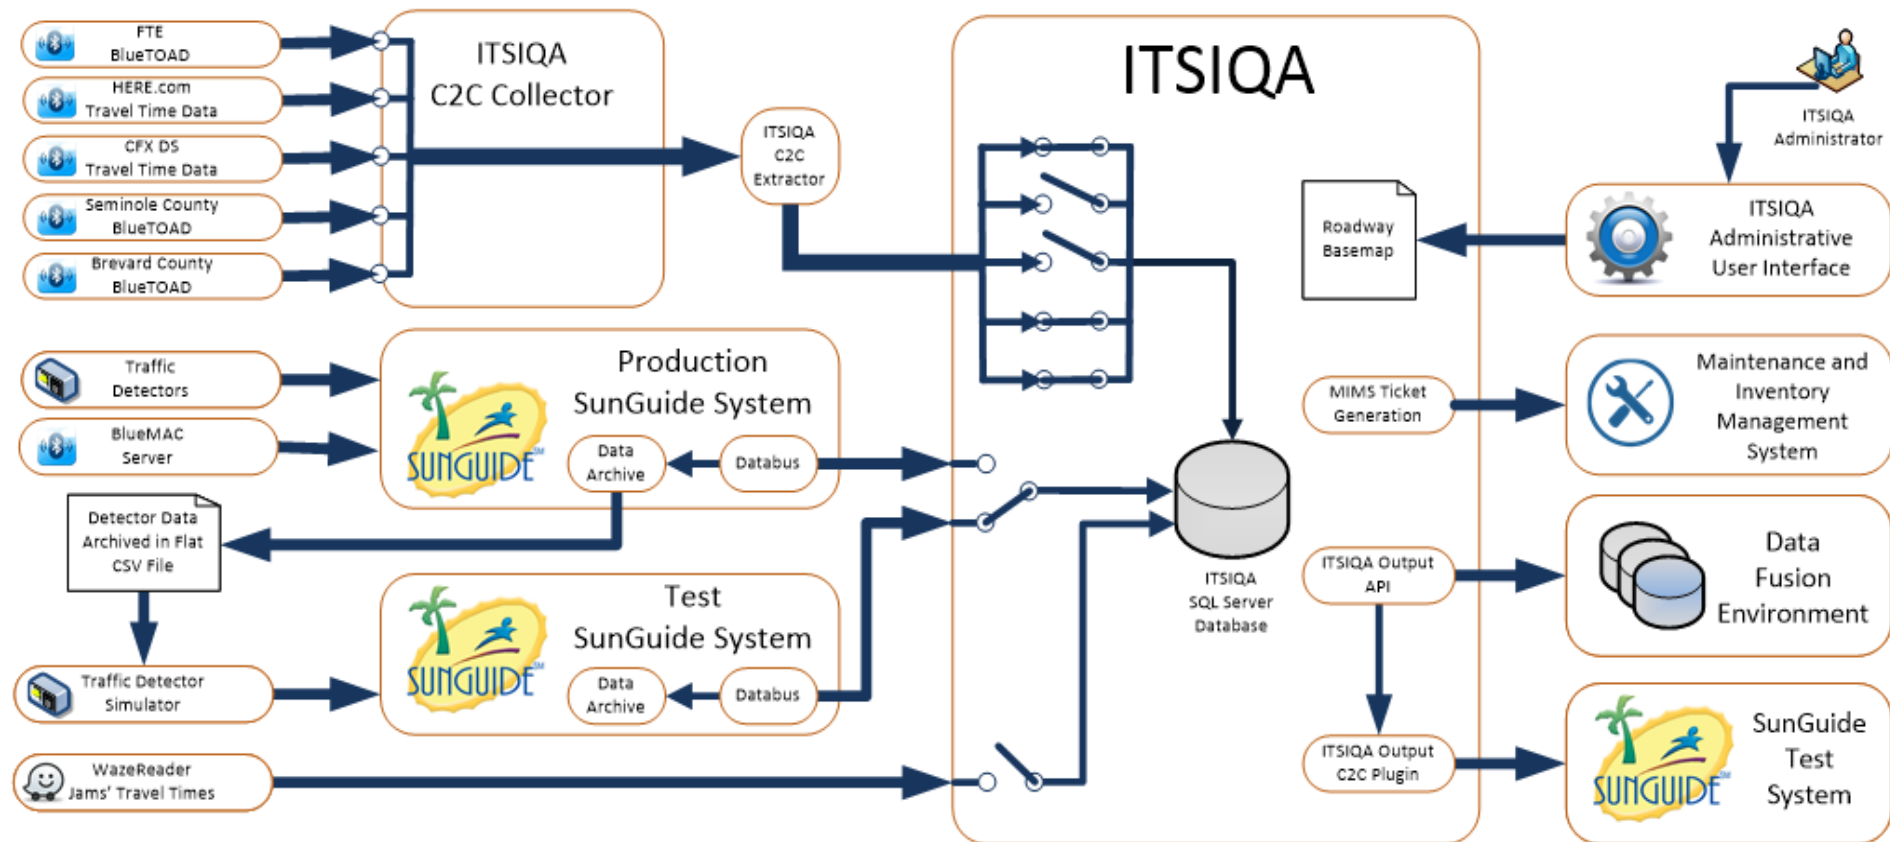 FTE
BlueTOAD
HERE.com
Travel Time Data
CFX DS
Travel Time Data
Seminole County
BlueTOAD
Brevard County
BlueTOAD
ITSIQA
C2C Collector
ITSIQA
C2C
Extractor
ITSIQA
ITSIQA
Administrator
Roadway
Basemap
ITSIQA
Administrative
User Interface
Traffic
Detectors
BlueMAC
Server
Production
SunGuide System
SUNGUIDE
SM
Data
Archive
Databus
MIMS Ticket
Generation
Maintenance and
Inventory
Management
System
Detector Data
Archived in Flat
CSV File
Test
SunGuide System
SUNGUIDE
SM
Data
Archive
Databus
ITSIQA
SQL Server
Database
ITSIQA Output
API
Data
Fusion
Environment
Traffic Detector
Simulator
WazeReader
Jams' Travel Times
ITSIQA Output
C2C Plugin
SUNGUIDE
SM
SunGuide
Test
System